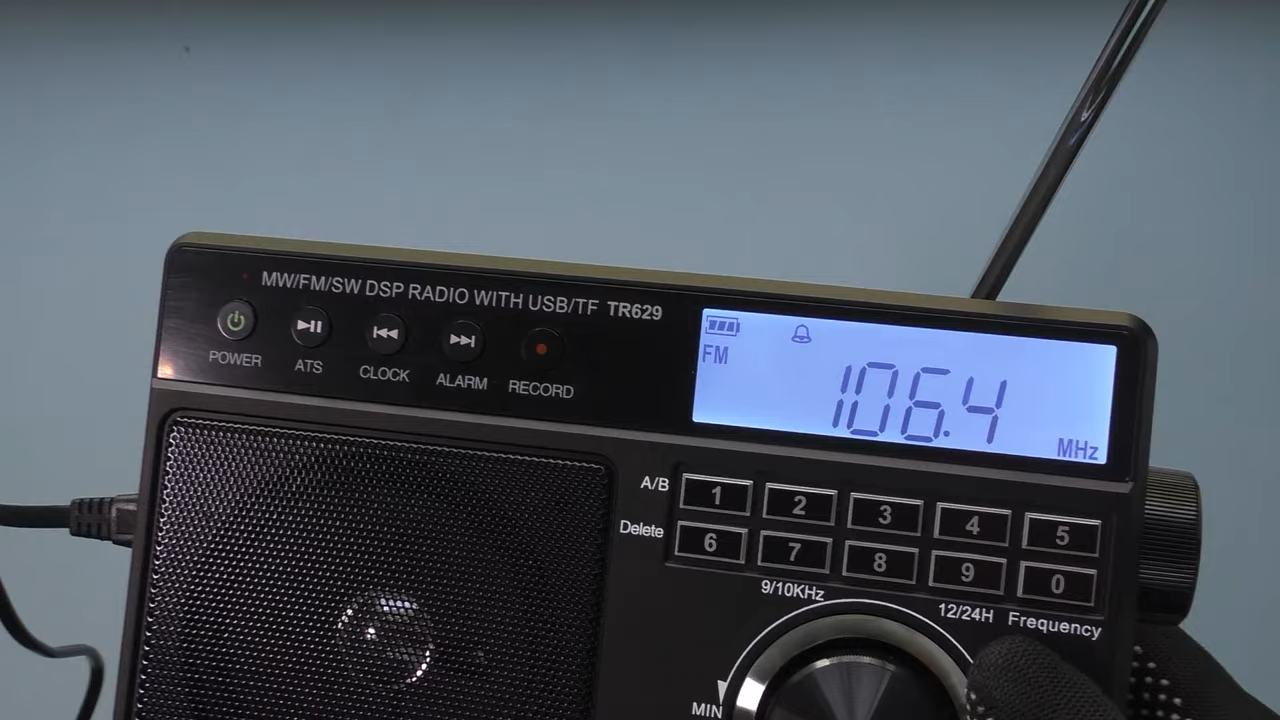 MW/FM/SW DSP RADIO WITH USB/TF TR629
POWER ATS CLOCK ALARM RECORD
FM
106.4
MHz
A/B 1 2 3 4 5
Delete 6 7 8 9 0
9/10KHz 12/24H Frequency
MIN